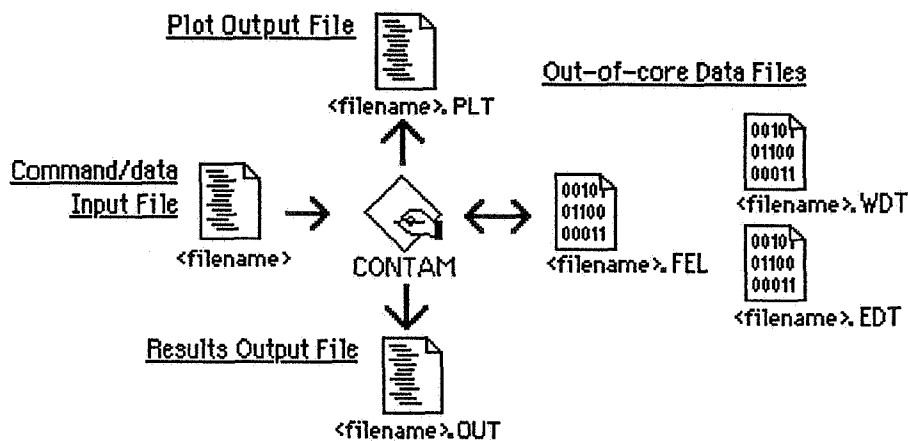 Plot Output File
<filename>.PLT
Out-of-core Data Files
0010
01100
00011
<filename>.WDT
Command/data
Input File
<filename>
CONTAM
0010
01100
00011
<filename>.FEL
0010
01100
00011
<filename>.EDT
Results Output File
<filename>.OUT